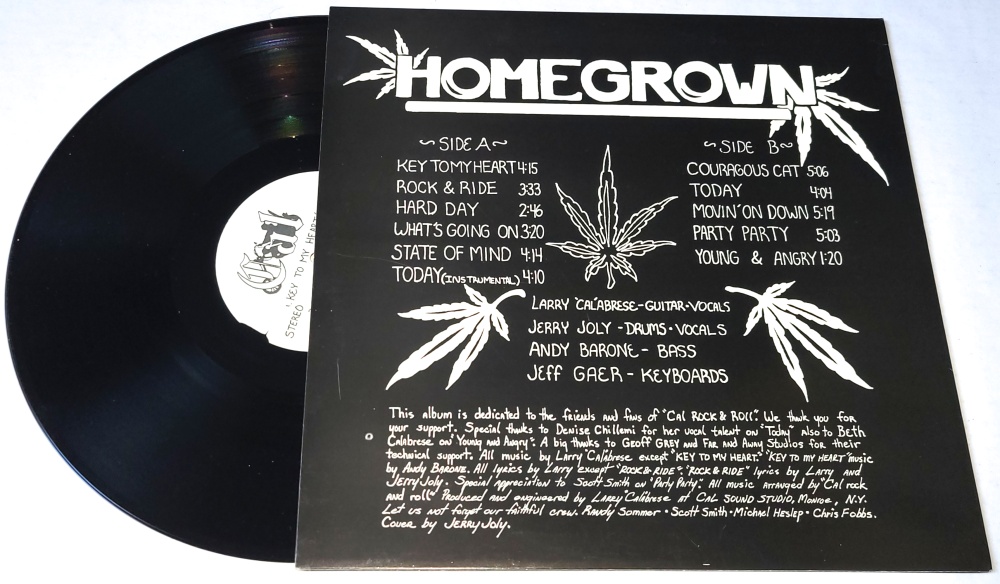 HOMEGROWN
~SIDE A~
KEY TO MY HEART 4:15
ROCK & RIDE 3:33
HARD DAY 2:46
WHAT'S GOING ON 3:20
STATE OF MIND 4:14
TODAY (INSTRUMENTAL) 4:10
~SIDE B~
COURAGOUS CAT 5:06
TODAY 4:04
MOVIN' ON DOWN 5:19
PARTY PARTY 5:03
YOUNG & ANGRY 1:20
LARRY "CAL"ABRESE-GUITAR-VOCALS
JERRY JOLY -DRUMS-VOCALS
ANDY BARONE- BASS
JEFF GAER- KEYBOARDS
This album is dedicated to the friends and fans of "Cal ROCK & ROLL". We thank you for
your support. Special thanks to Denise Chillemi for her vocal talent on "Today" also to BETH
Calabrese on "Young and Angry". A big thanks to GEOFF GREY and FAR and AWAY Studios for their
technical support. All music by Larry "Cal"abrese except "KEY TO MY HEART." "KEY TO MY HEART" music
by Andy BARONE. All lyrics by Larry except "ROCK & RIDE". "ROCK & RIDE" lyrics by Larry and
Jerry Joly. Special appreciation to Scott Smith on "Party Party". All music arranged by "Cal rock
and roll" Produced and engineered by LARRY "Cal"abrese at CAL SOUND STUDIO, MONROE, N.Y.
Let us not forget our faithful crew. Randy Sommer · Scott Smith · Michael Heslep · Chris Fobbs.
Cover by JERRY JOLY.
Cal
STEREO "KEY TO MY HEART"